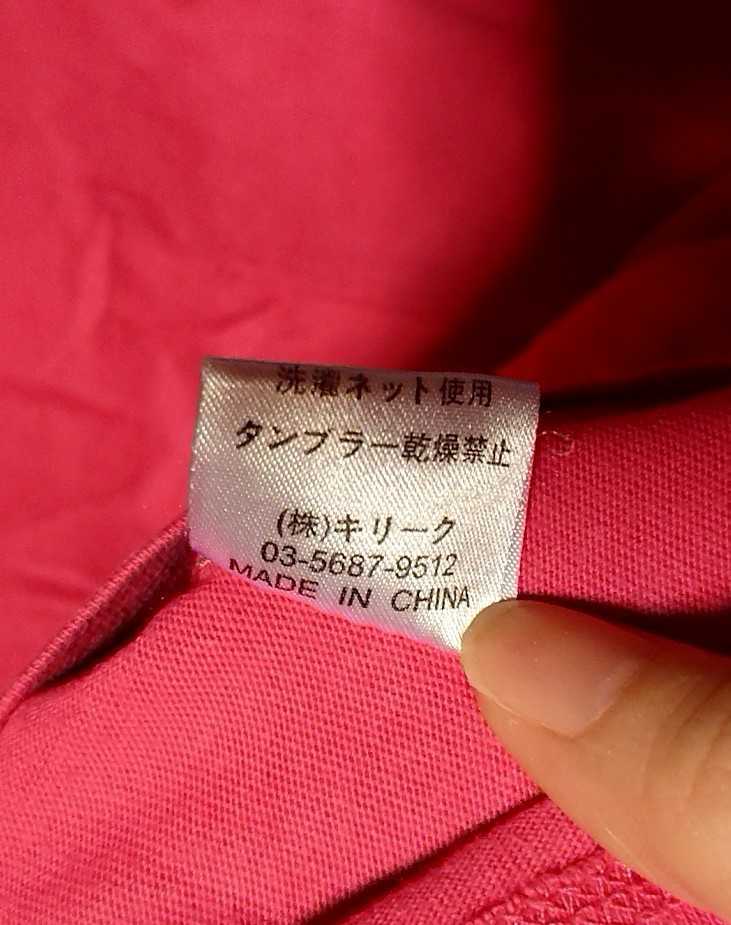 洗濯ネット使用
タンブラー乾燥禁止
(株)キリーク
03-5687-9512
MADE IN CHINA